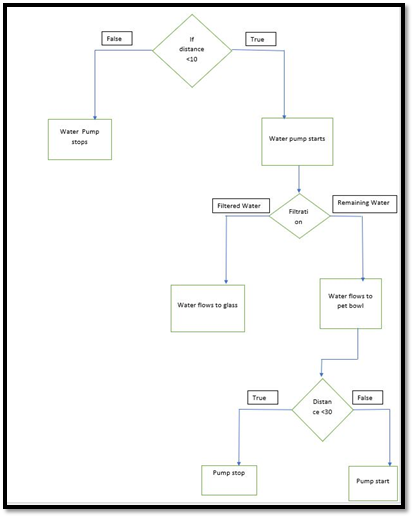 If
distance
<10
False
True
Water Pump
stops
Water pump starts
Filtered Water
Filtrati
on
Remaining Water
Water flows to glass
Water flows to
pet bowl
True
Distan
ce <30
False
Pump stop
Pump start